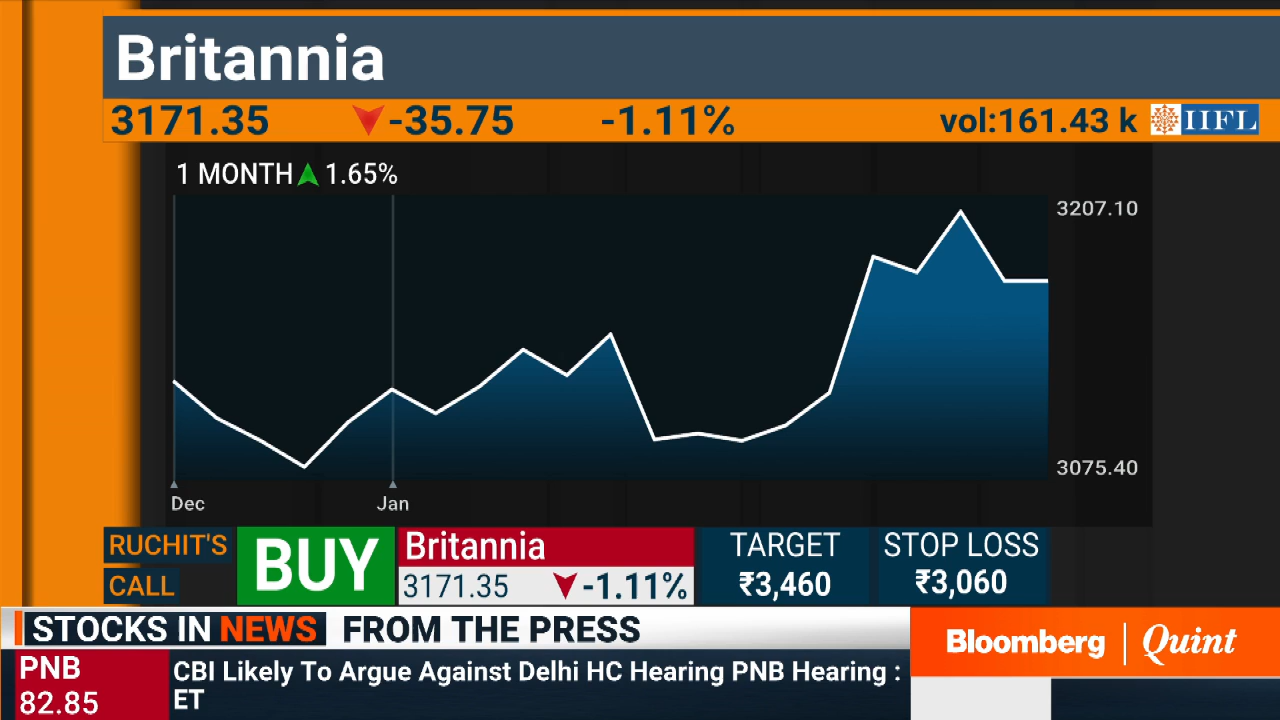 Britannia
3171.35 -35.75 -1.11% vol:161.43 k IIFL
1 MONTH 1.65%
3207.10
3075.40
Dec Jan
RUCHIT'S CALL
BUY
Britannia
3171.35 -1.11%
TARGET
₹3,460
STOP LOSS
₹3,060
STOCKS IN NEWS FROM THE PRESS
Bloomberg | Quint
PNB
82.85
CBI Likely To Argue Against Delhi HC Hearing PNB Hearing :
ET